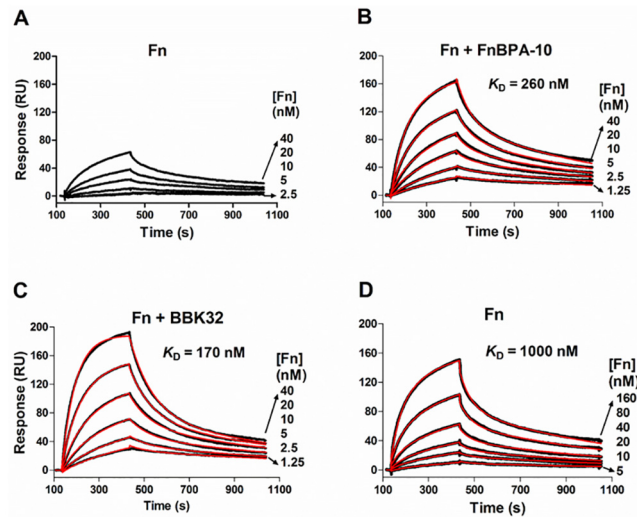 A
Fn
200
160
120
80
40
0
Response (RU)
[Fn]
(nM)
40
20
10
5
2.5
100 300 500 700 900 1100
Time (s)
B
Fn + FnBPA-10
K_D = 260 nM
200
160
120
80
40
0
[Fn]
(nM)
40
20
10
5
2.5
1.25
100 300 500 700 900 1100
Time (s)
C
Fn + BBK32
K_D = 170 nM
200
160
120
80
40
0
Response (RU)
[Fn]
(nM)
40
20
10
5
2.5
1.25
100 300 500 700 900 1100
Time (s)
D
Fn
K_D = 1000 nM
200
160
120
80
40
0
[Fn]
(nM)
160
80
40
20
10
5
100 300 500 700 900 1100
Time (s)